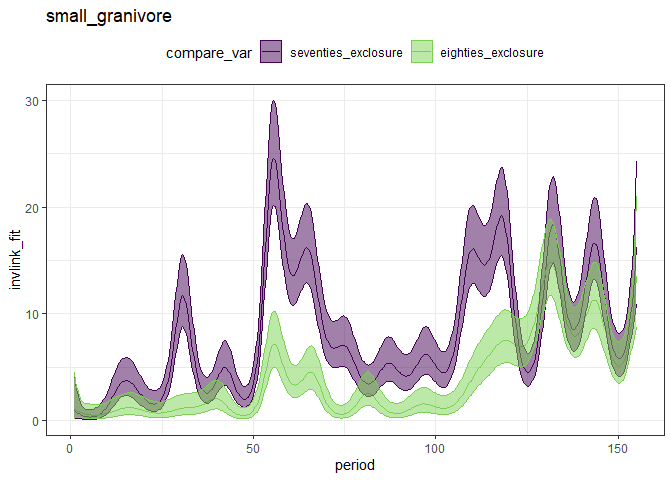 small_granivore
compare_var seventies_exclosure eighties_exclosure
30
20
10
0
invlink_fit
0 50 100 150
period